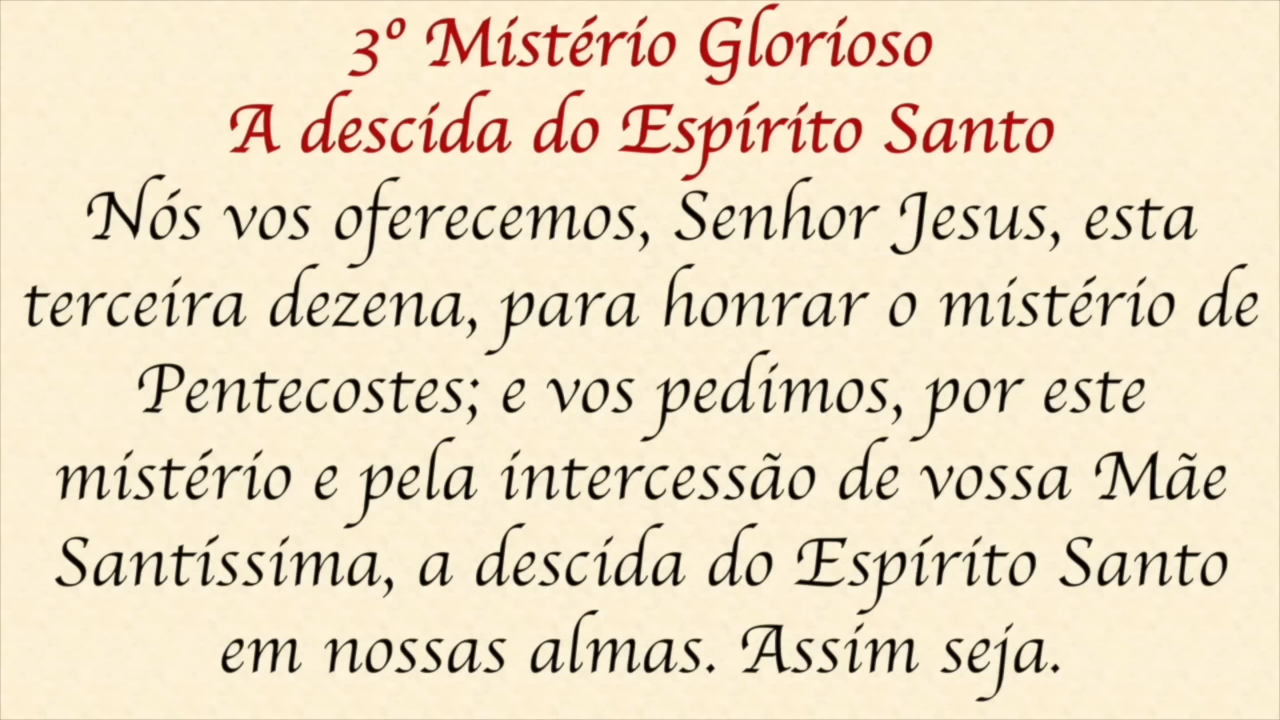 3º Mistério Glorioso
A descida do Espírito Santo
Nós vos oferecemos, Senhor Jesus, esta
terceira dezena, para honrar o mistério de
Pentecostes; e vos pedimos, por este
mistério e pela intercessão de vossa Mãe
Santíssima, a descida do Espírito Santo
em nossas almas. Assim seja.